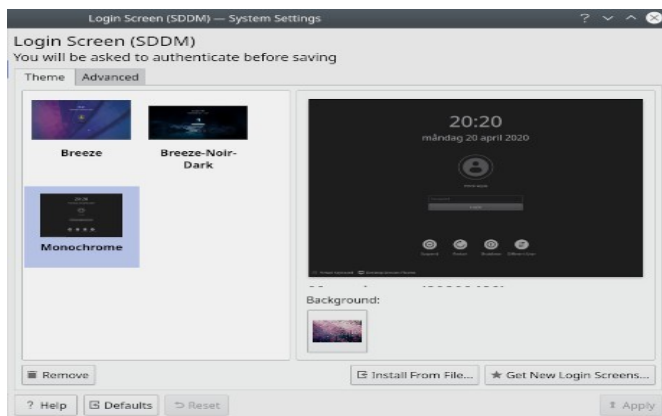 Login Screen (SDDM) — System Settings
Login Screen (SDDM)
You will be asked to authenticate before saving
Theme Advanced
Breeze
Breeze-Noir-
Dark
Monochrome
20:20
måndag 20 april 2020
Background:
Remove
Install From File...
Get New Login Screens...
? Help
Defaults
Reset
Apply